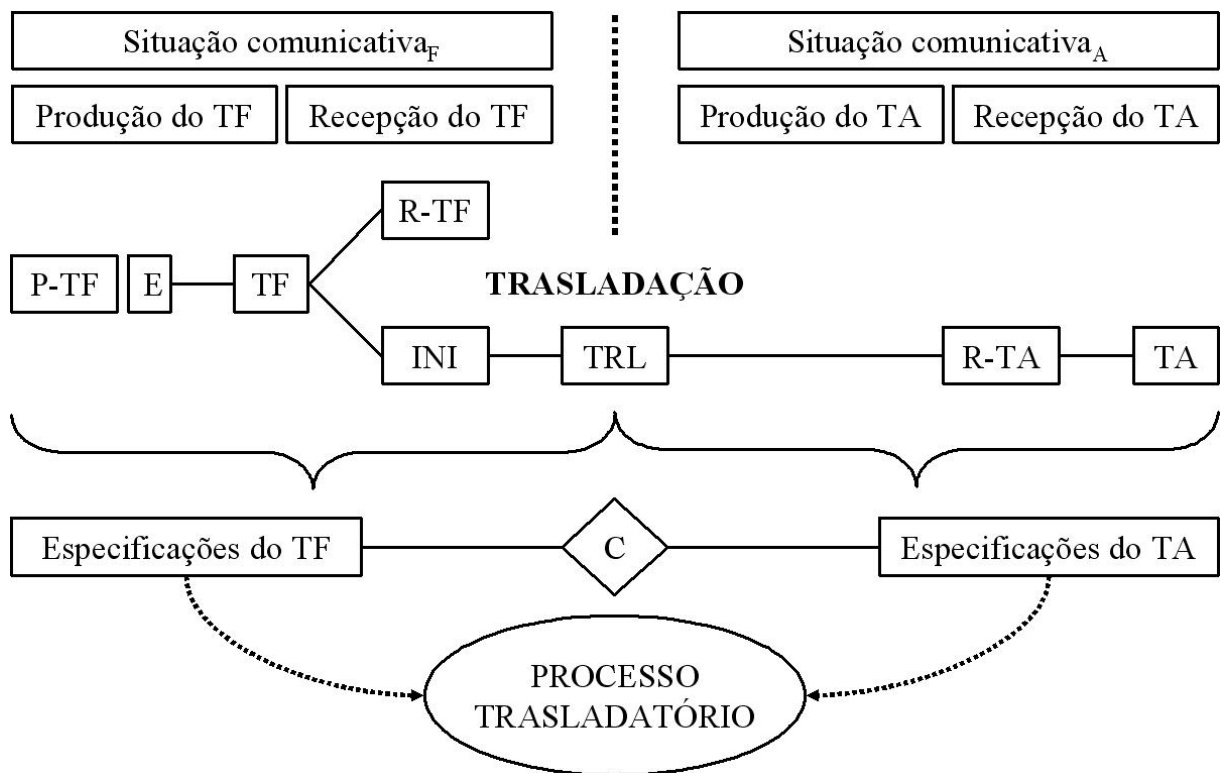 Situação comunicativaF
Situação comunicativaA
Produção do TF
Recepção do TF
Produção do TA
Recepção do TA
R-TF
P-TF
E
TF
TRASLADAÇÃO
INI
TRL
R-TA
TA
Especificações do TF
C
Especificações do TA
PROCESSO
TRASLADATÓRIO